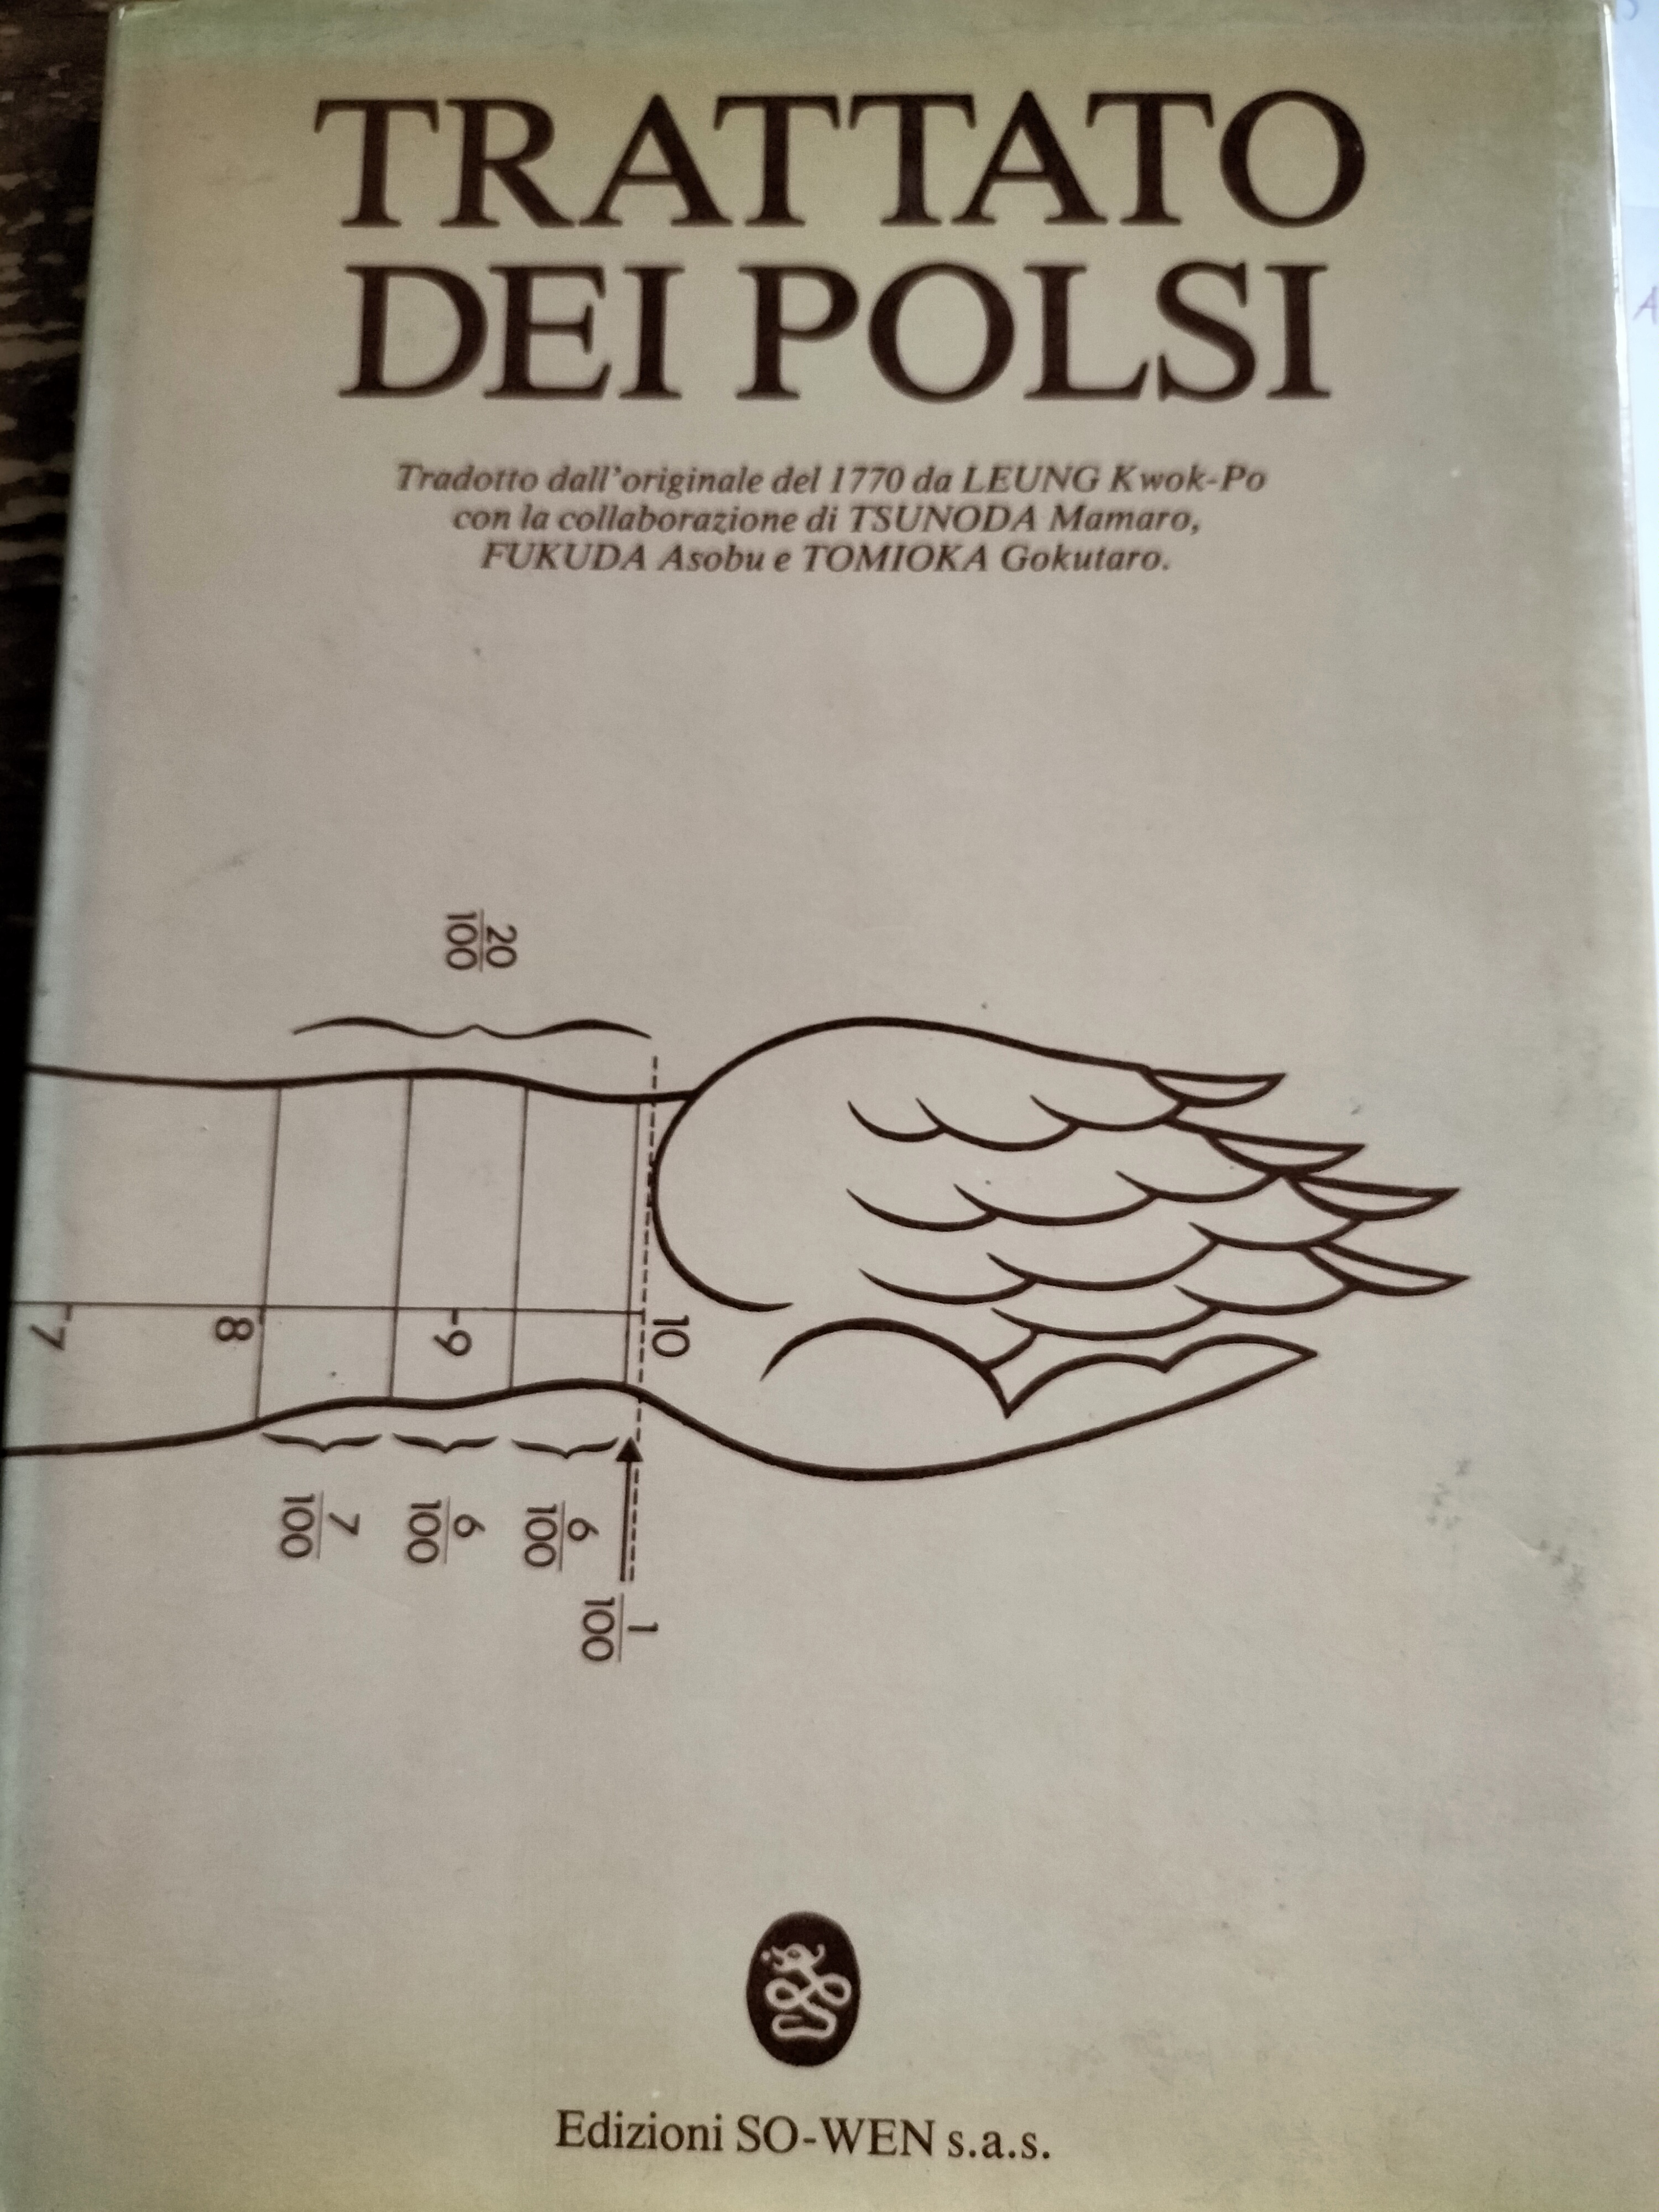 TRATTATO
DEI POLSI
Tradotto dall'originale del 1770 da LEUNG Kwok-Po
con la collaborazione di TSUNODA Mamaro,
FUKUDA Asobu e TOMIOKA Gokutaro.
20
100
7
8
9
10
7
100
6
100
6
100
1
100
Edizioni SO-WEN s.a.s.